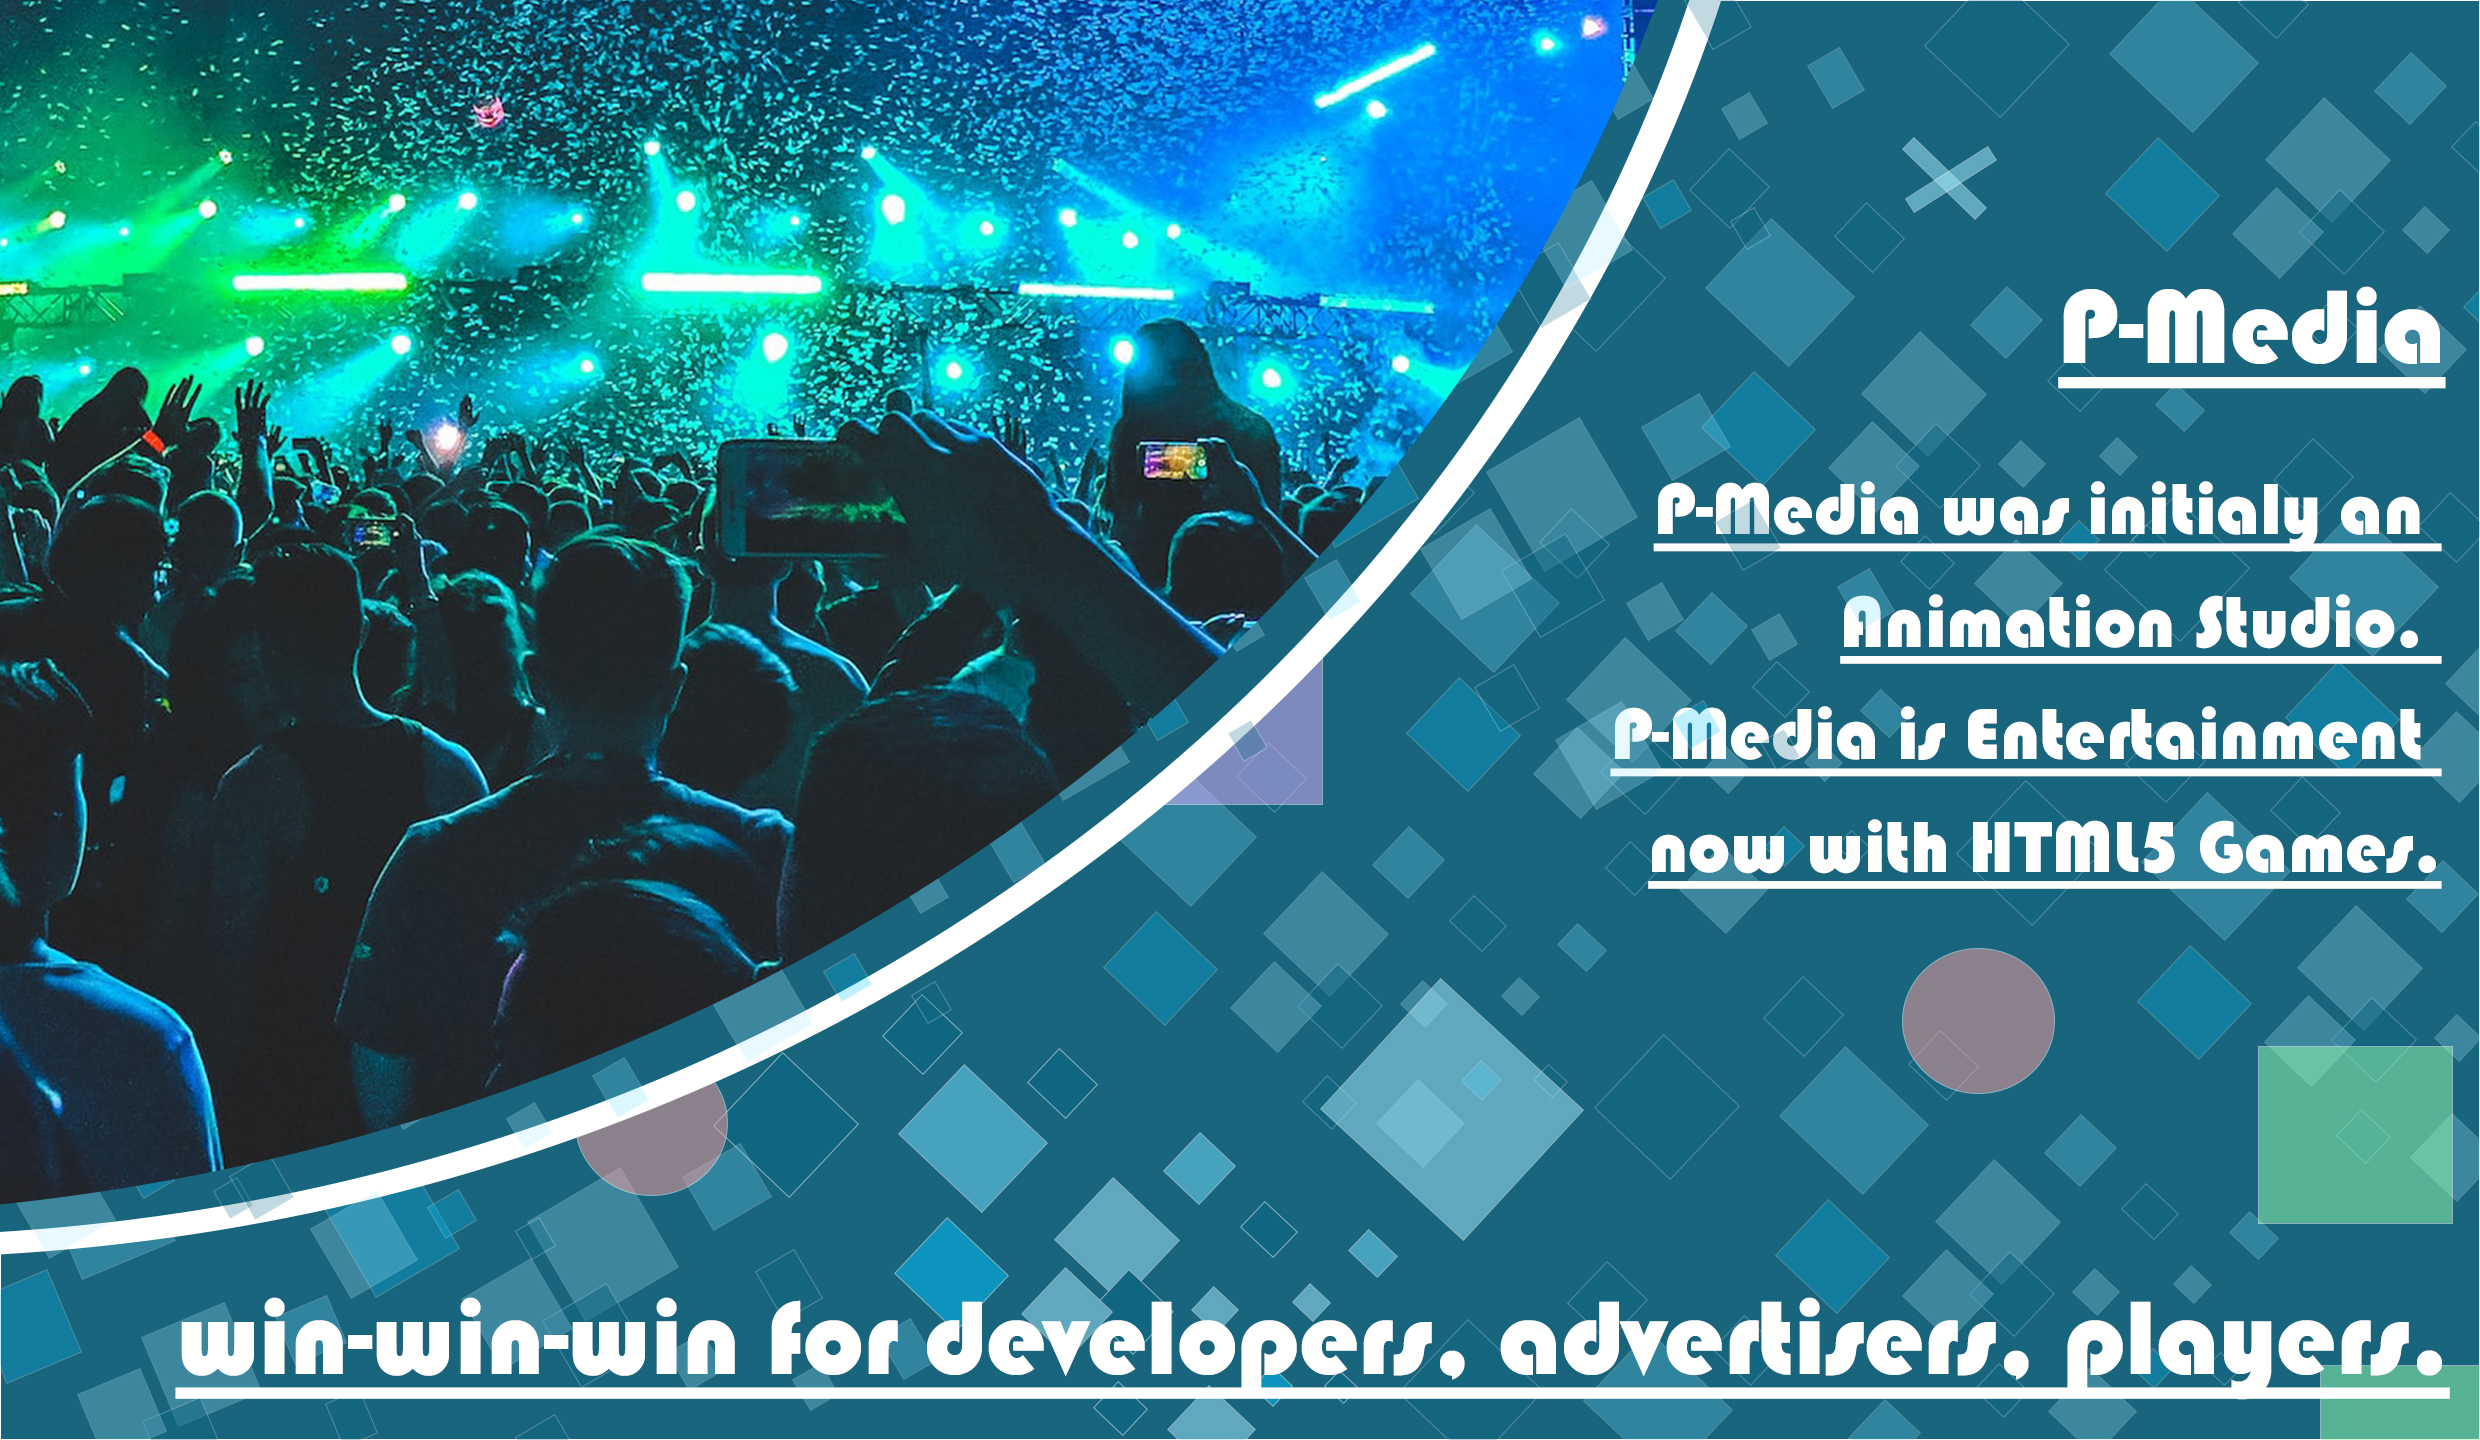 P-Media
P-Media was initialy an
Animation Studio.
P-Media is Entertainment
now with HTML5 Games.
win-win-win for developers, advertisers, players.